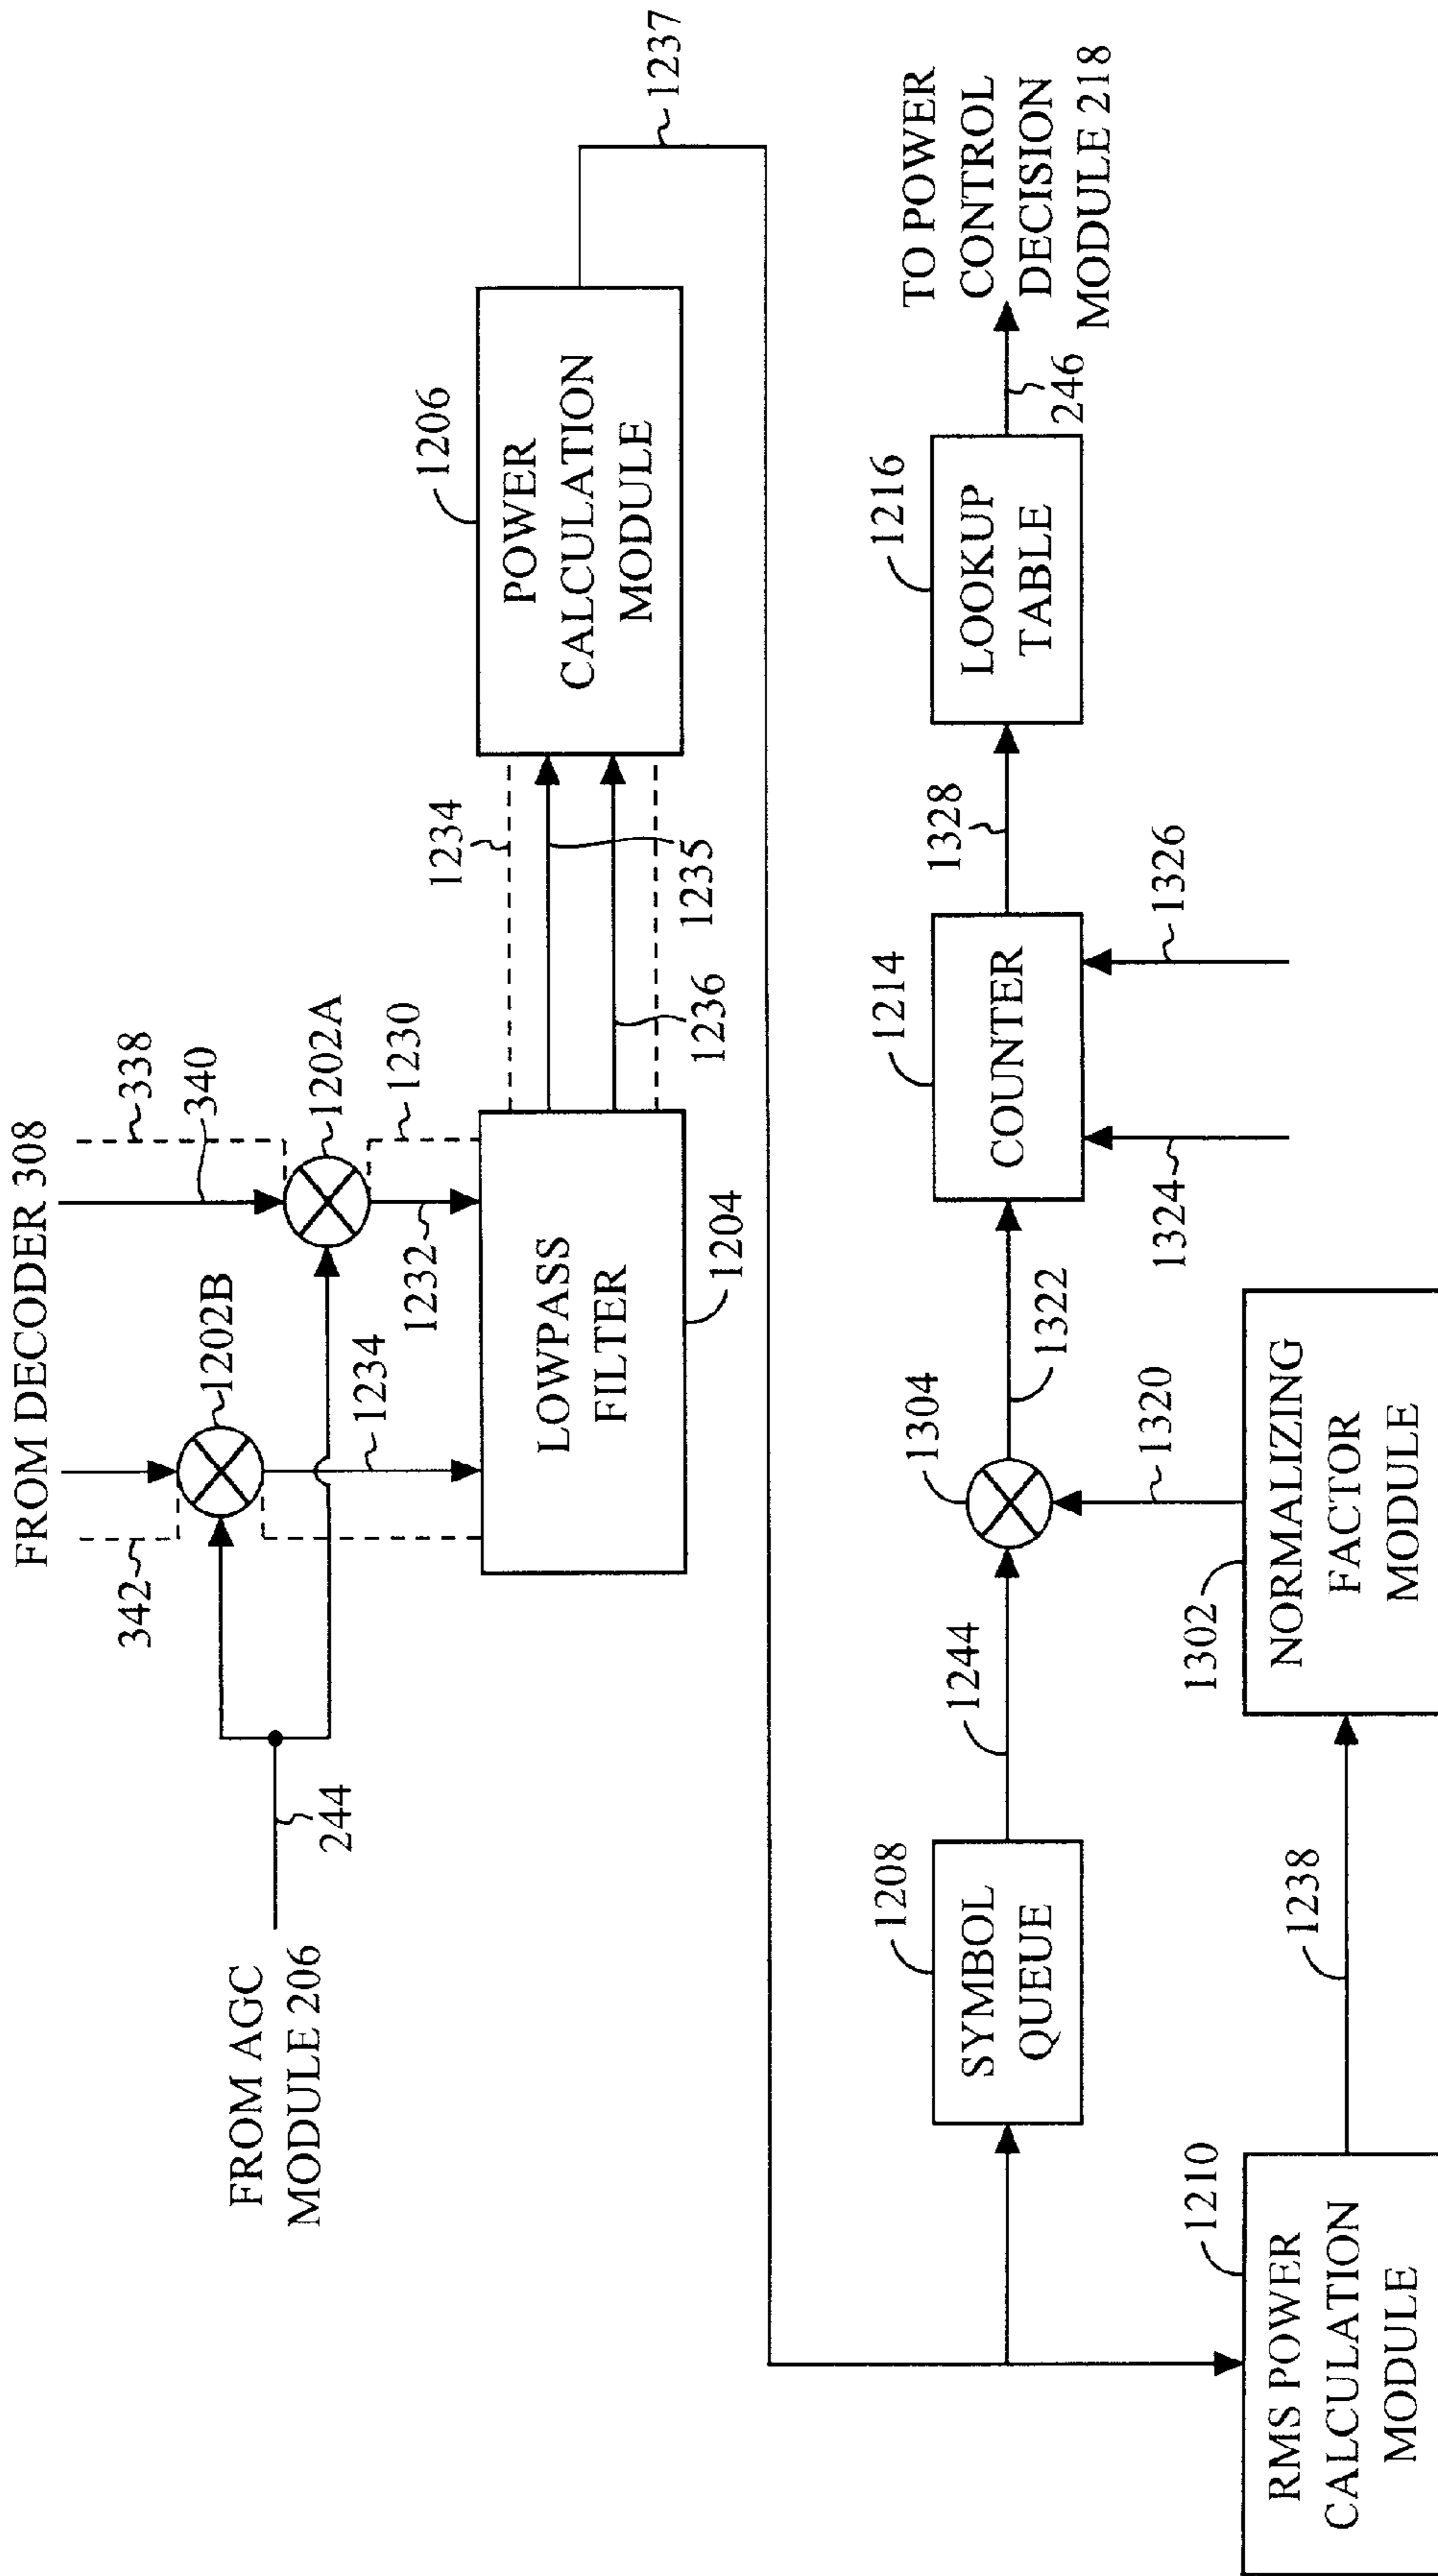 FROM DECODER 308
342
1202B
338
340
1202A
FROM AGC
MODULE 206
244
1234
1232
1230
LOWPASS
FILTER
1204
1234
1235
1236
1235
POWER
CALCULATION
MODULE
1206
1237
SYMBOL
QUEUE
1208
1244
1304
1322
COUNTER
1214
1324
1326
1328
LOOKUP
TABLE
1216
246
TO POWER
CONTROL
DECISION
MODULE 218
RMS POWER
CALCULATION
MODULE
1210
1238
NORMALIZING
FACTOR
MODULE
1302
1320